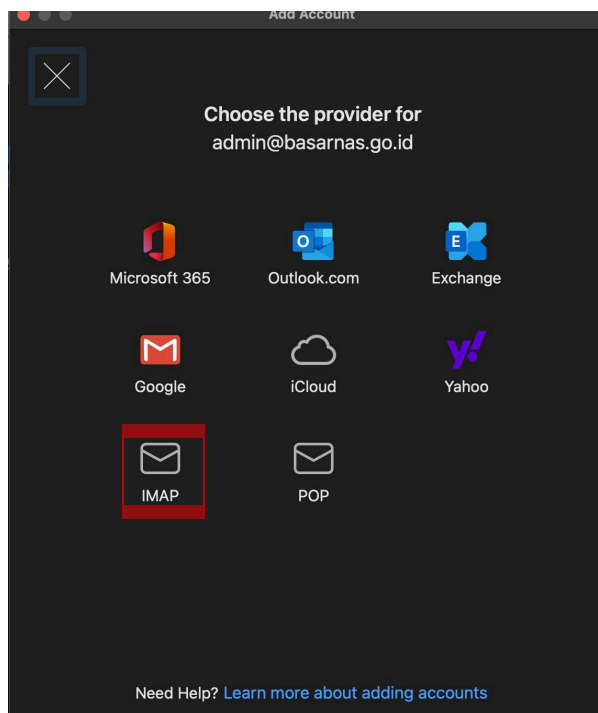 Add Account
Choose the provider for
admin@basarnas.go.id
Microsoft 365
Outlook.com
Exchange
Google
iCloud
Yahoo
IMAP
POP
Need Help? Learn more about adding accounts